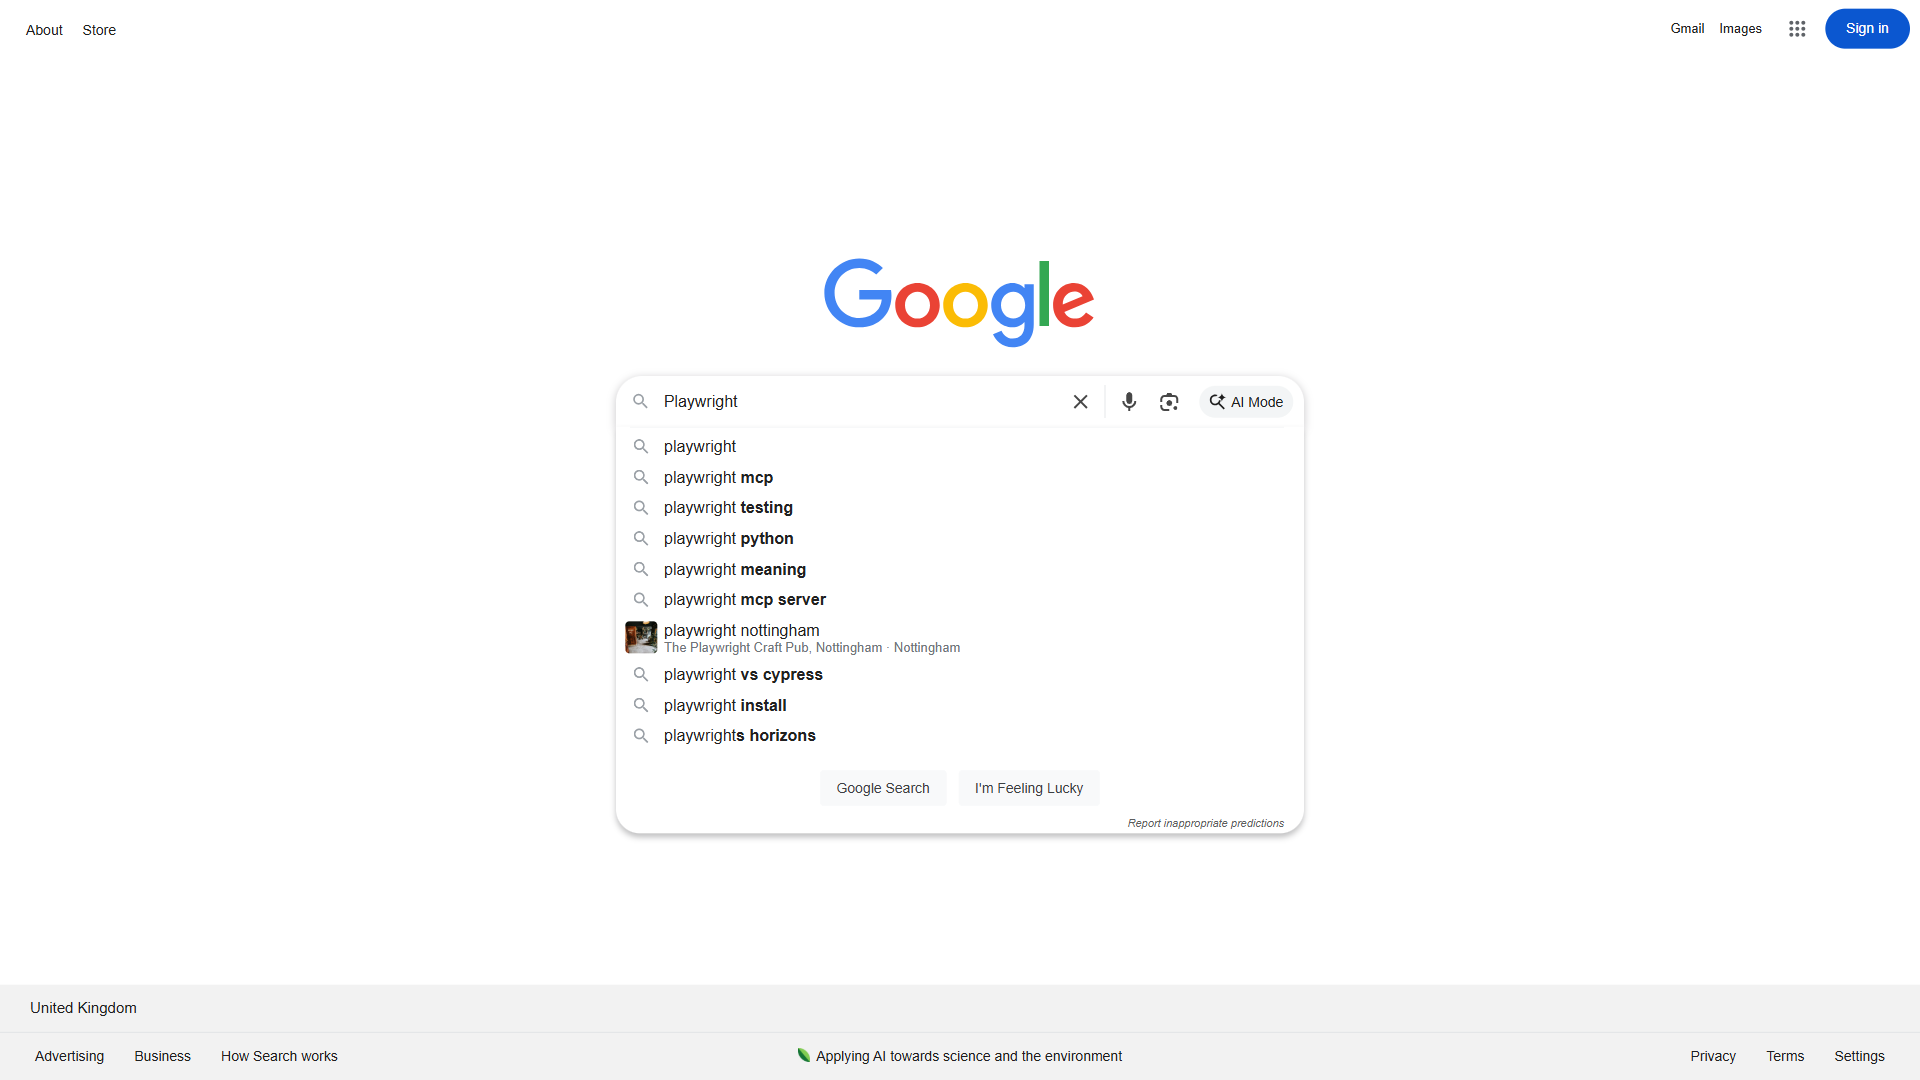 About Store
Gmail Images Sign in
Google
Playwright
AI Mode
playwright
playwright mcp
playwright testing
playwright python
playwright meaning
playwright mcp server
playwright nottingham
The Playwright Craft Pub, Nottingham · Nottingham
playwright vs cypress
playwright install
playwrights horizons
Google Search I'm Feeling Lucky
Report inappropriate predictions
United Kingdom
Advertising Business How Search works
Applying AI towards science and the environment
Privacy Terms Settings